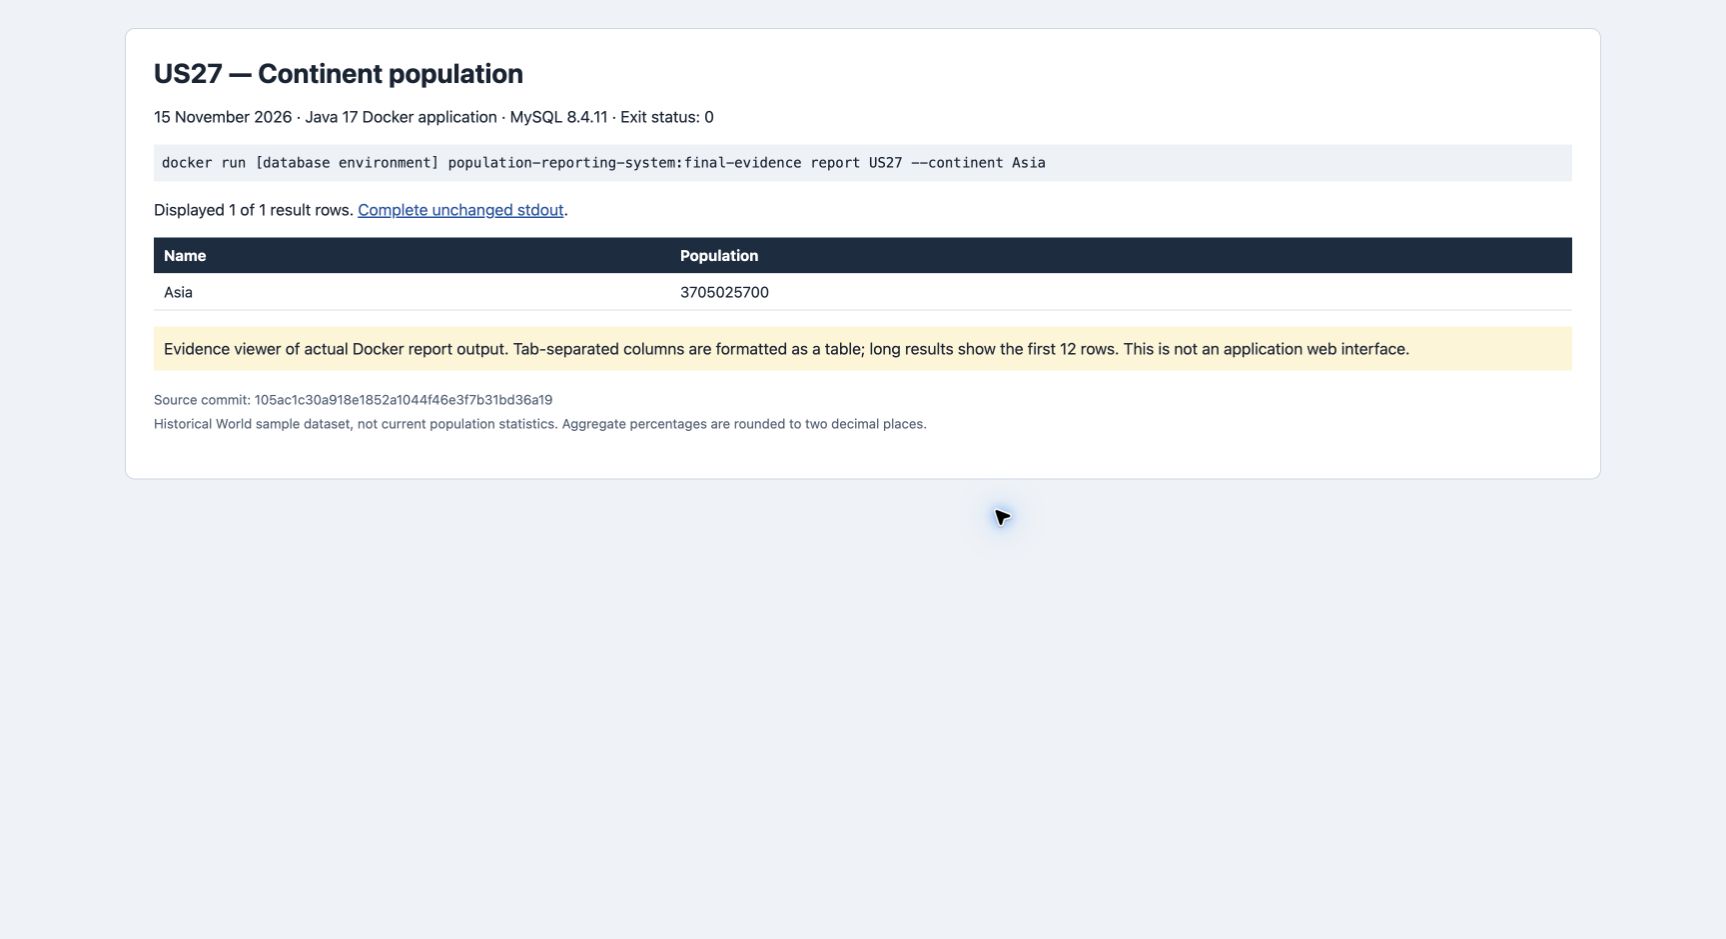 US27 — Continent population
15 November 2026 · Java 17 Docker application · MySQL 8.4.11 · Exit status: 0
docker run [database environment] population-reporting-system:final-evidence report US27 --continent Asia
Displayed 1 of 1 result rows. Complete unchanged stdout.
Name Population
Asia 3705025700
Evidence viewer of actual Docker report output. Tab-separated columns are formatted as a table; long results show the first 12 rows. This is not an application web interface.
Source commit: 105ac1c30a918e1852a1044f46e3f7b31bd36a19
Historical World sample dataset, not current population statistics. Aggregate percentages are rounded to two decimal places.